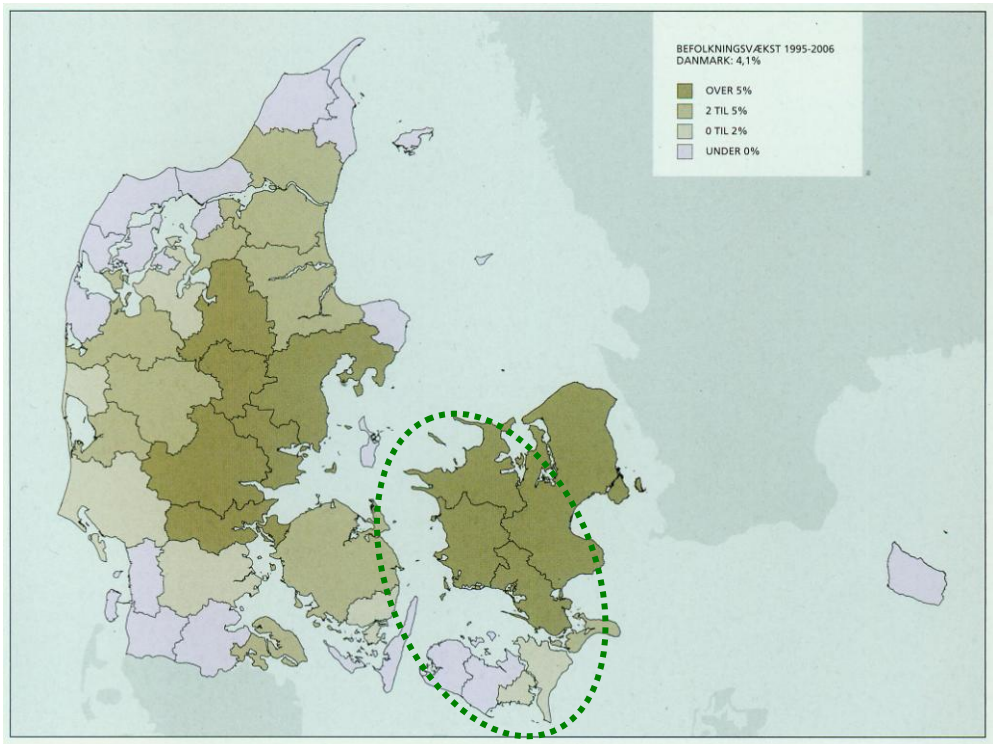 BEFOLKNINGSVÆKST 1995-2006
DANMARK: 4,1%
OVER 5%
2 TIL 5%
0 TIL 2%
UNDER 0%